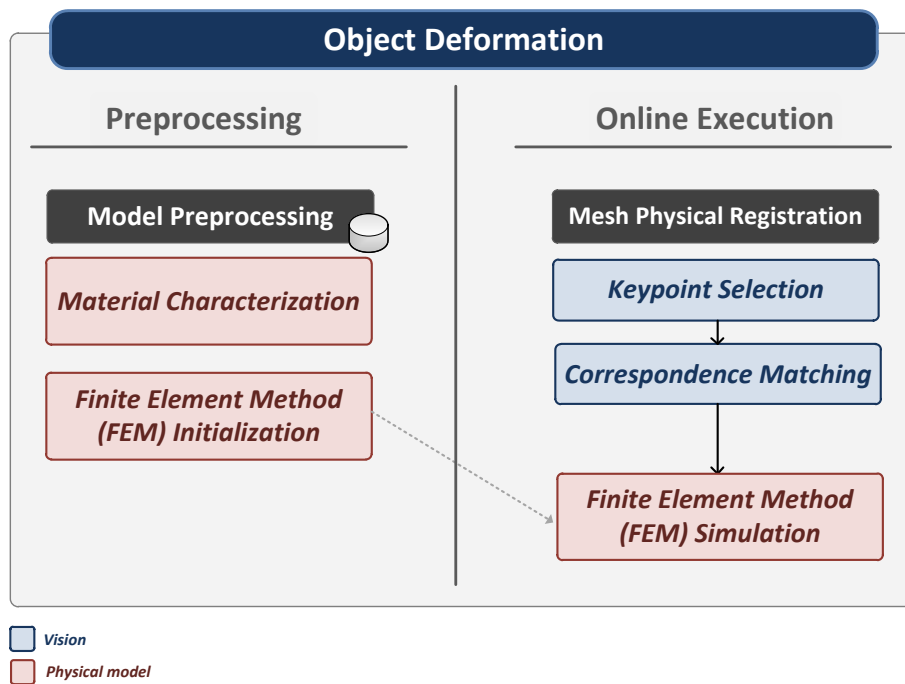 Object Deformation
Preprocessing
Model Preprocessing
Material Characterization
Finite Element Method
(FEM) Initialization
Online Execution
Mesh Physical Registration
Keypoint Selection
Correspondence Matching
Finite Element Method
(FEM) Simulation
Vision
Physical model